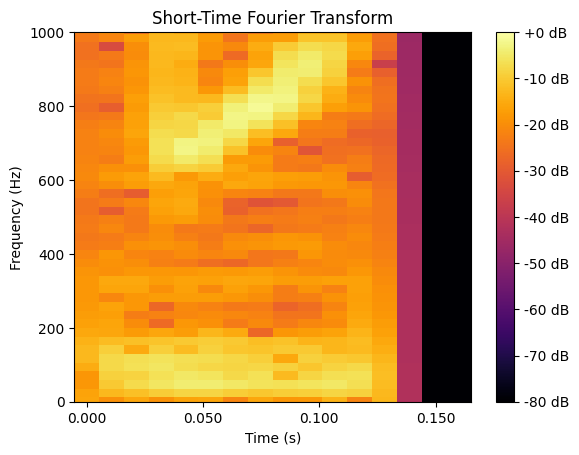 Short-Time Fourier Transform
Frequency (Hz)
1000
800
600
400
200
0
0.000
0.050
0.100
0.150
Time (s)
+0 dB
-10 dB
-20 dB
-30 dB
-40 dB
-50 dB
-60 dB
-70 dB
-80 dB